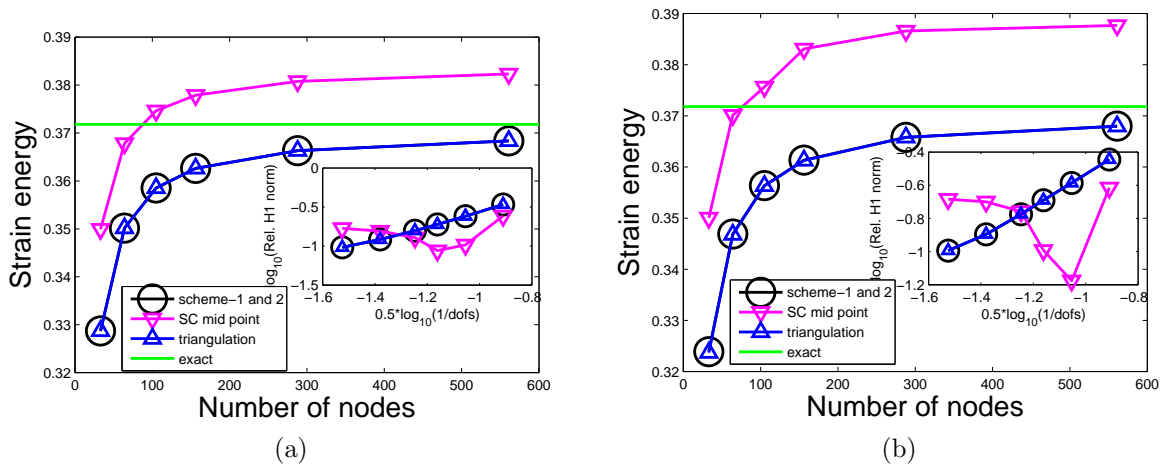 0.39
0.38
0.37
0.36
0.35
0.34
0.33
0.32
0
100
200
300
400
500
600
Strain energy
Number of nodes
scheme−1 and 2
SC mid point
triangulation
exact
0
−0.5
−1
−1.5
−1.6
−1.4
−1.2
−1
−0.8
log10(Rel. H1 norm)
0.5*log10(1/dofs)
(a)
0.39
0.38
0.37
0.36
0.35
0.34
0.33
0.32
0
100
200
300
400
500
600
Strain energy
Number of nodes
scheme−1 and 2
SC mid point
triangulation
exact
−0.4
−0.6
−0.8
−1
−1.2
−1.6
−1.4
−1.2
−1
−0.8
log10(Rel. H1 norm)
0.5*log10(1/dofs)
(b)